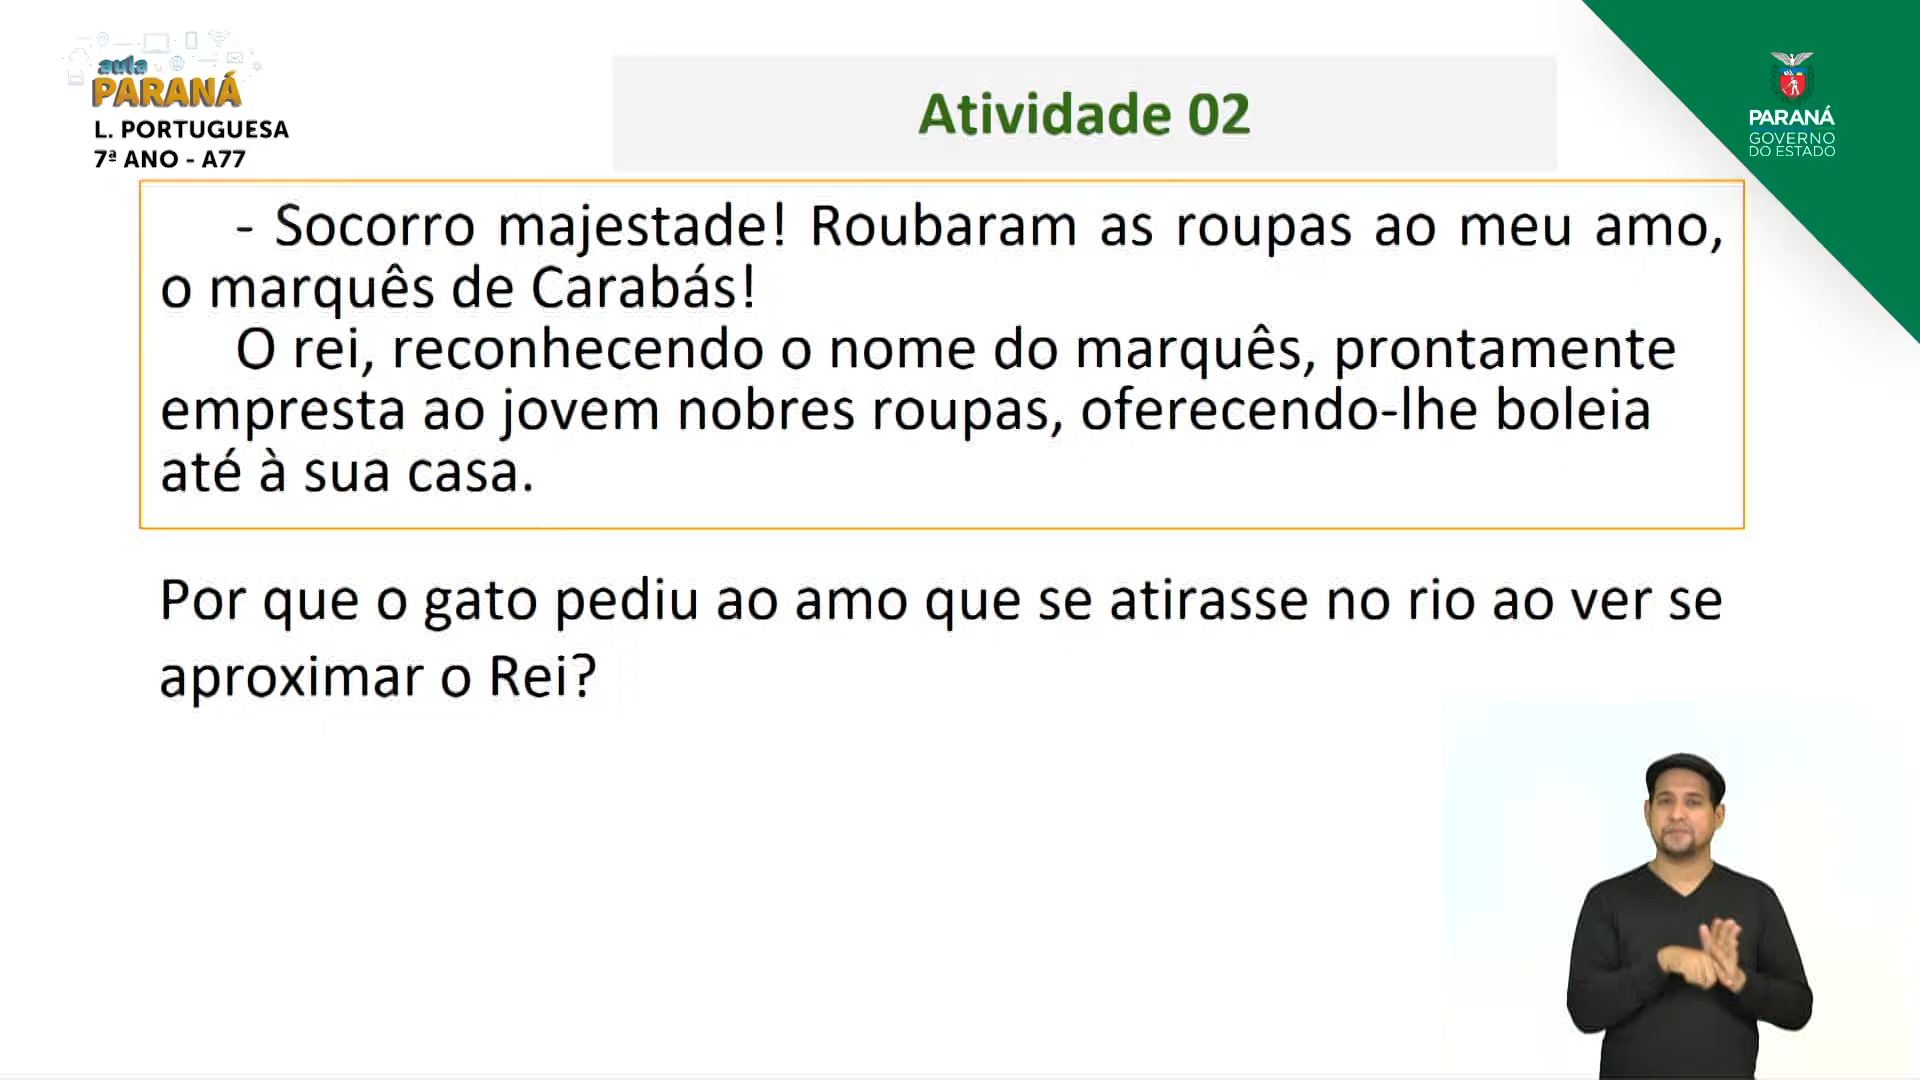 aula
PARANÁ
L. PORTUGUESA
7ª ANO - A77
Atividade 02
PARANÁ
GOVERNO
DO ESTADO
- Socorro majestade! Roubaram as roupas ao meu amo,
o marquês de Carabás!
O rei, reconhecendo o nome do marquês, prontamente
empresta ao jovem nobres roupas, oferecendo-lhe boleia
até à sua casa.
Por que o gato pediu ao amo que se atirasse no rio ao ver se
aproximar o Rei?